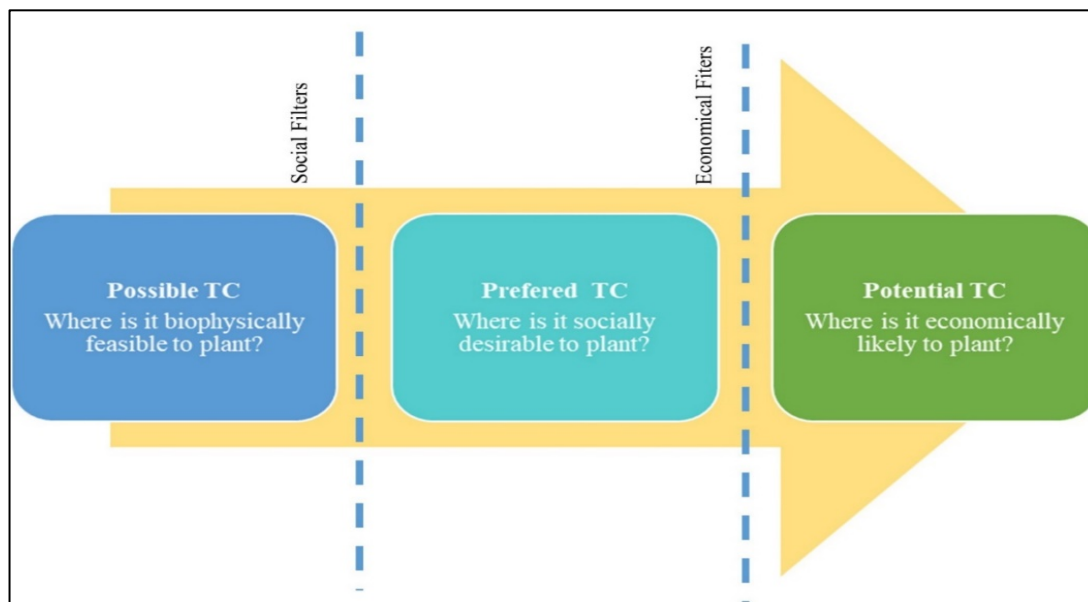 Social Filters
Economical Fiters
Possible TC
Where is it biophysically
feasible to plant?
Prefered TC
Where is it socially
desirable to plant?
Potential TC
Where is it economically
likely to plant?